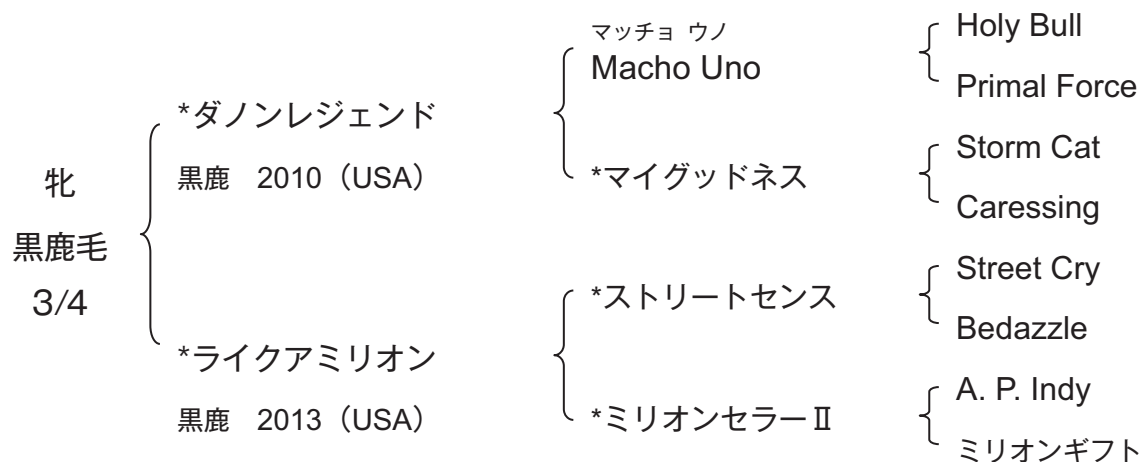 牝
黒鹿毛
3/4
*ダノンレジェンド
黒鹿 2010（USA）
*ライクアミリオン
黒鹿 2013（USA）
マッチョ ウノ
Macho Uno
*マイグッドネス
*ストリートセンス
*ミリオンセラーⅡ
Holy Bull
Primal Force
Storm Cat
Caressing
Street Cry
Bedazzle
A. P. Indy
ミリオンギフト